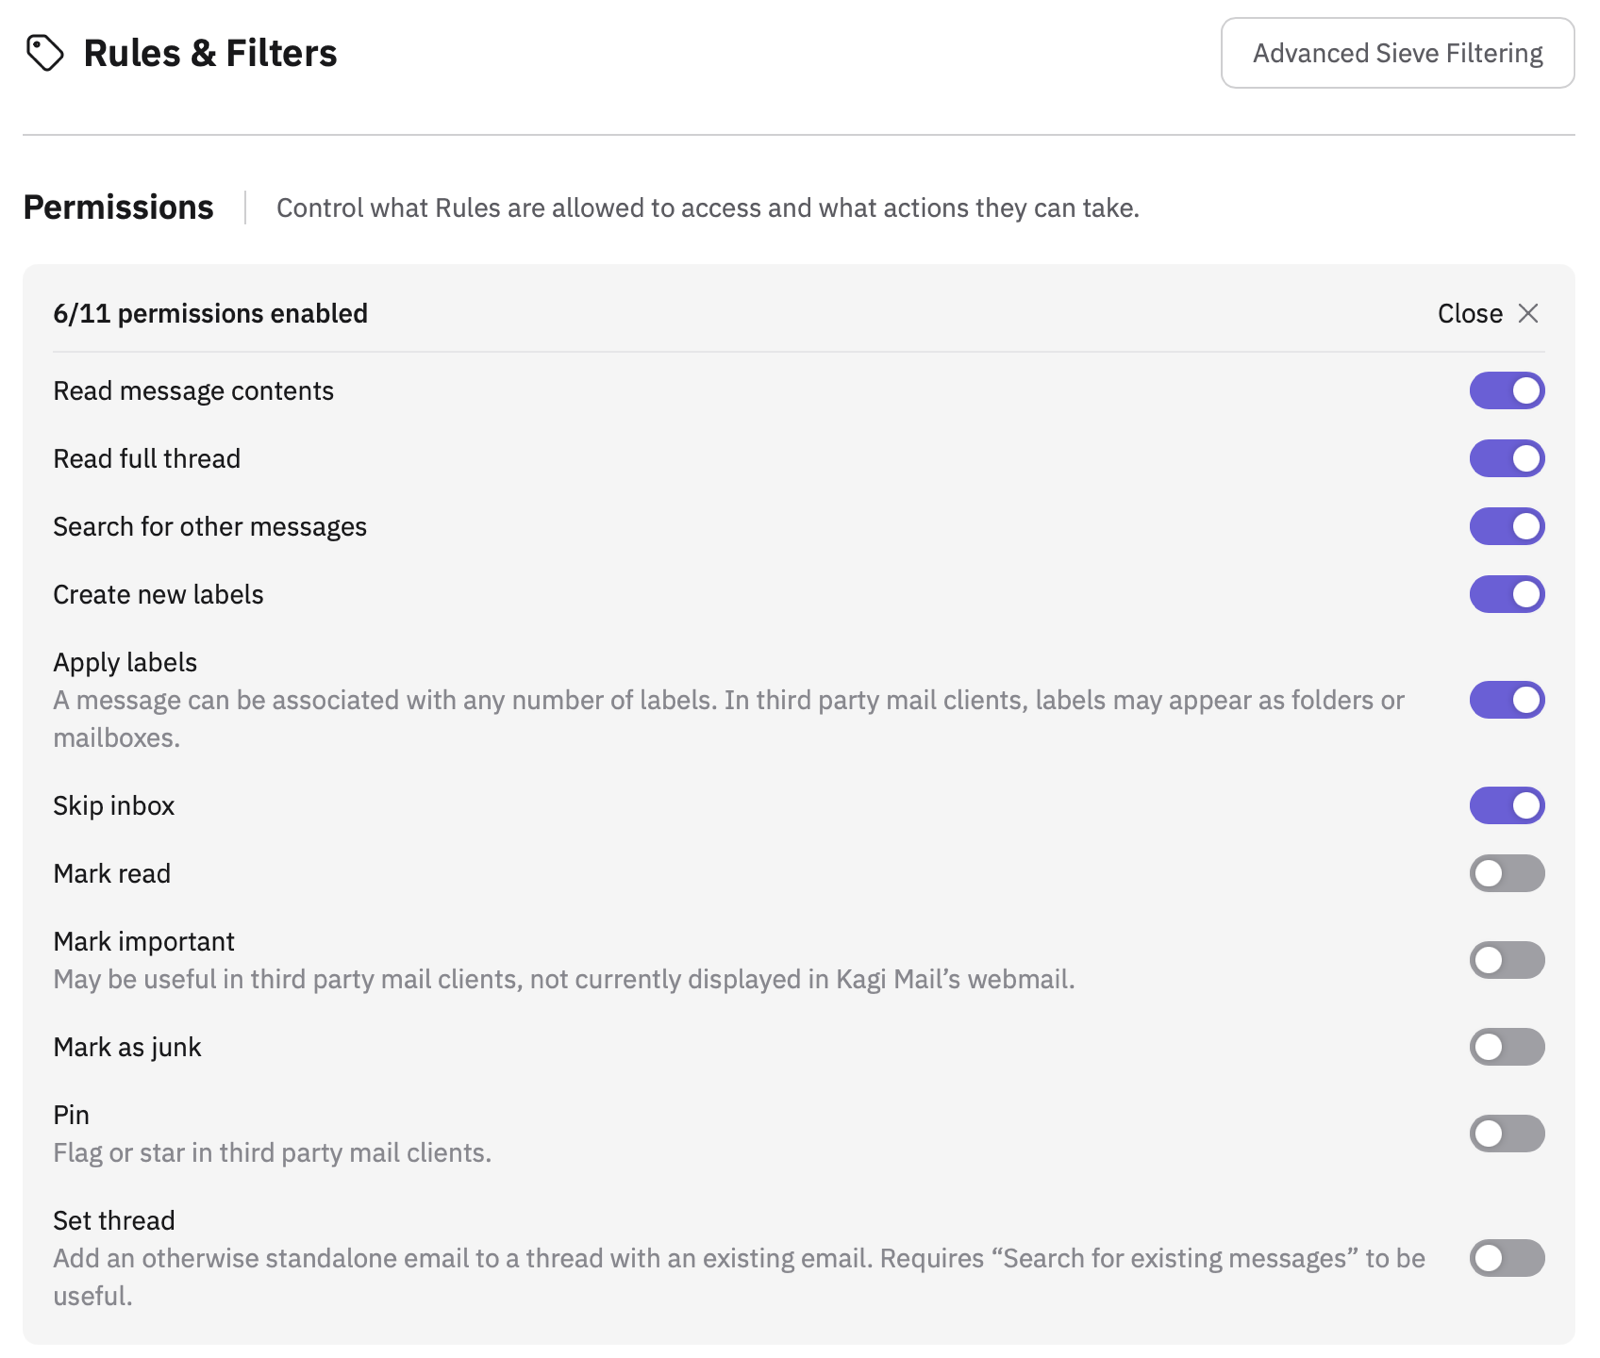 Rules & Filters
Advanced Sieve Filtering
Permissions
Control what Rules are allowed to access and what actions they can take.
6/11 permissions enabled
Close
Read message contents
Read full thread
Search for other messages
Create new labels
Apply labels
A message can be associated with any number of labels. In third party mail clients, labels may appear as folders or
mailboxes.
Skip inbox
Mark read
Mark important
May be useful in third party mail clients, not currently displayed in Kagi Mail’s webmail.
Mark as junk
Pin
Flag or star in third party mail clients.
Set thread
Add an otherwise standalone email to a thread with an existing email. Requires “Search for existing messages” to be
useful.